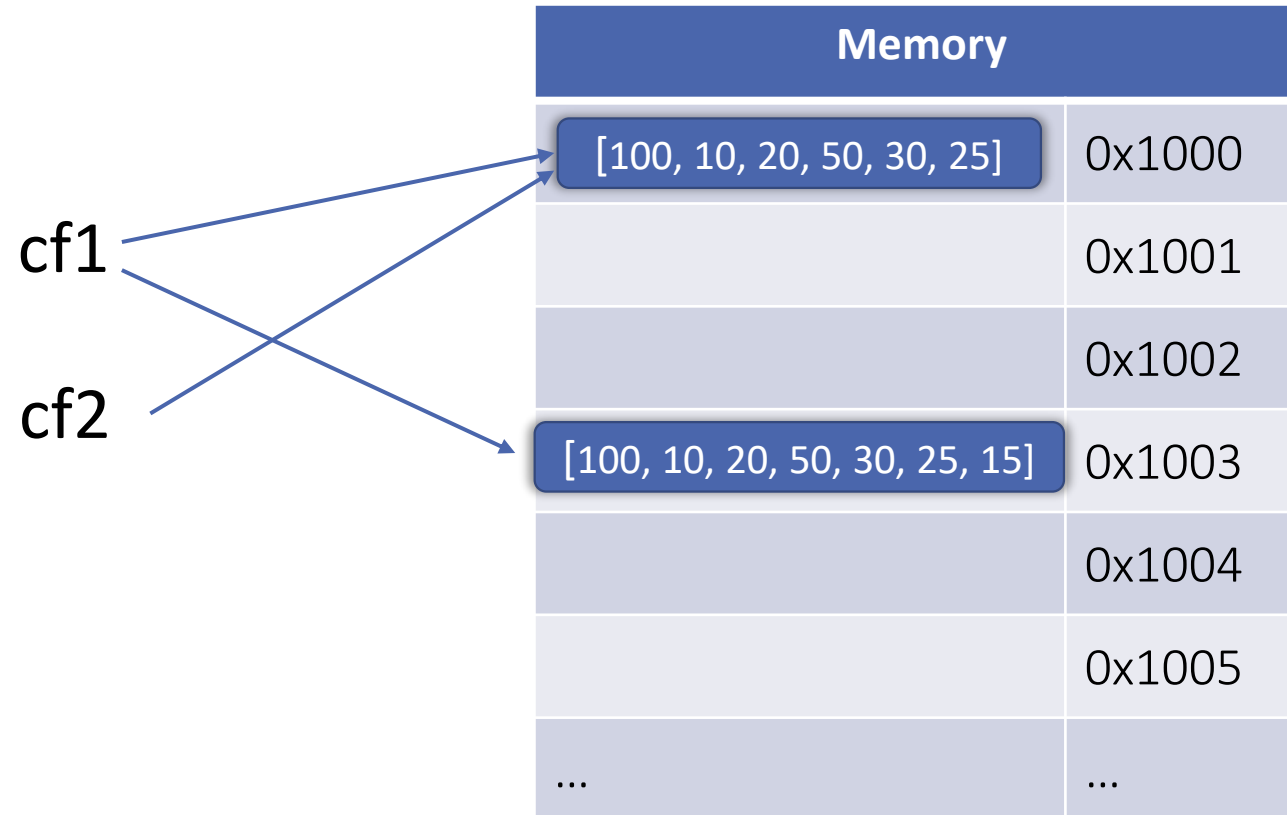 Memory
[100, 10, 20, 50, 30, 25] 0x1000
cf1
0x1001
0x1002
cf2
[100, 10, 20, 50, 30, 25, 15] 0x1003
0x1004
0x1005
... ...